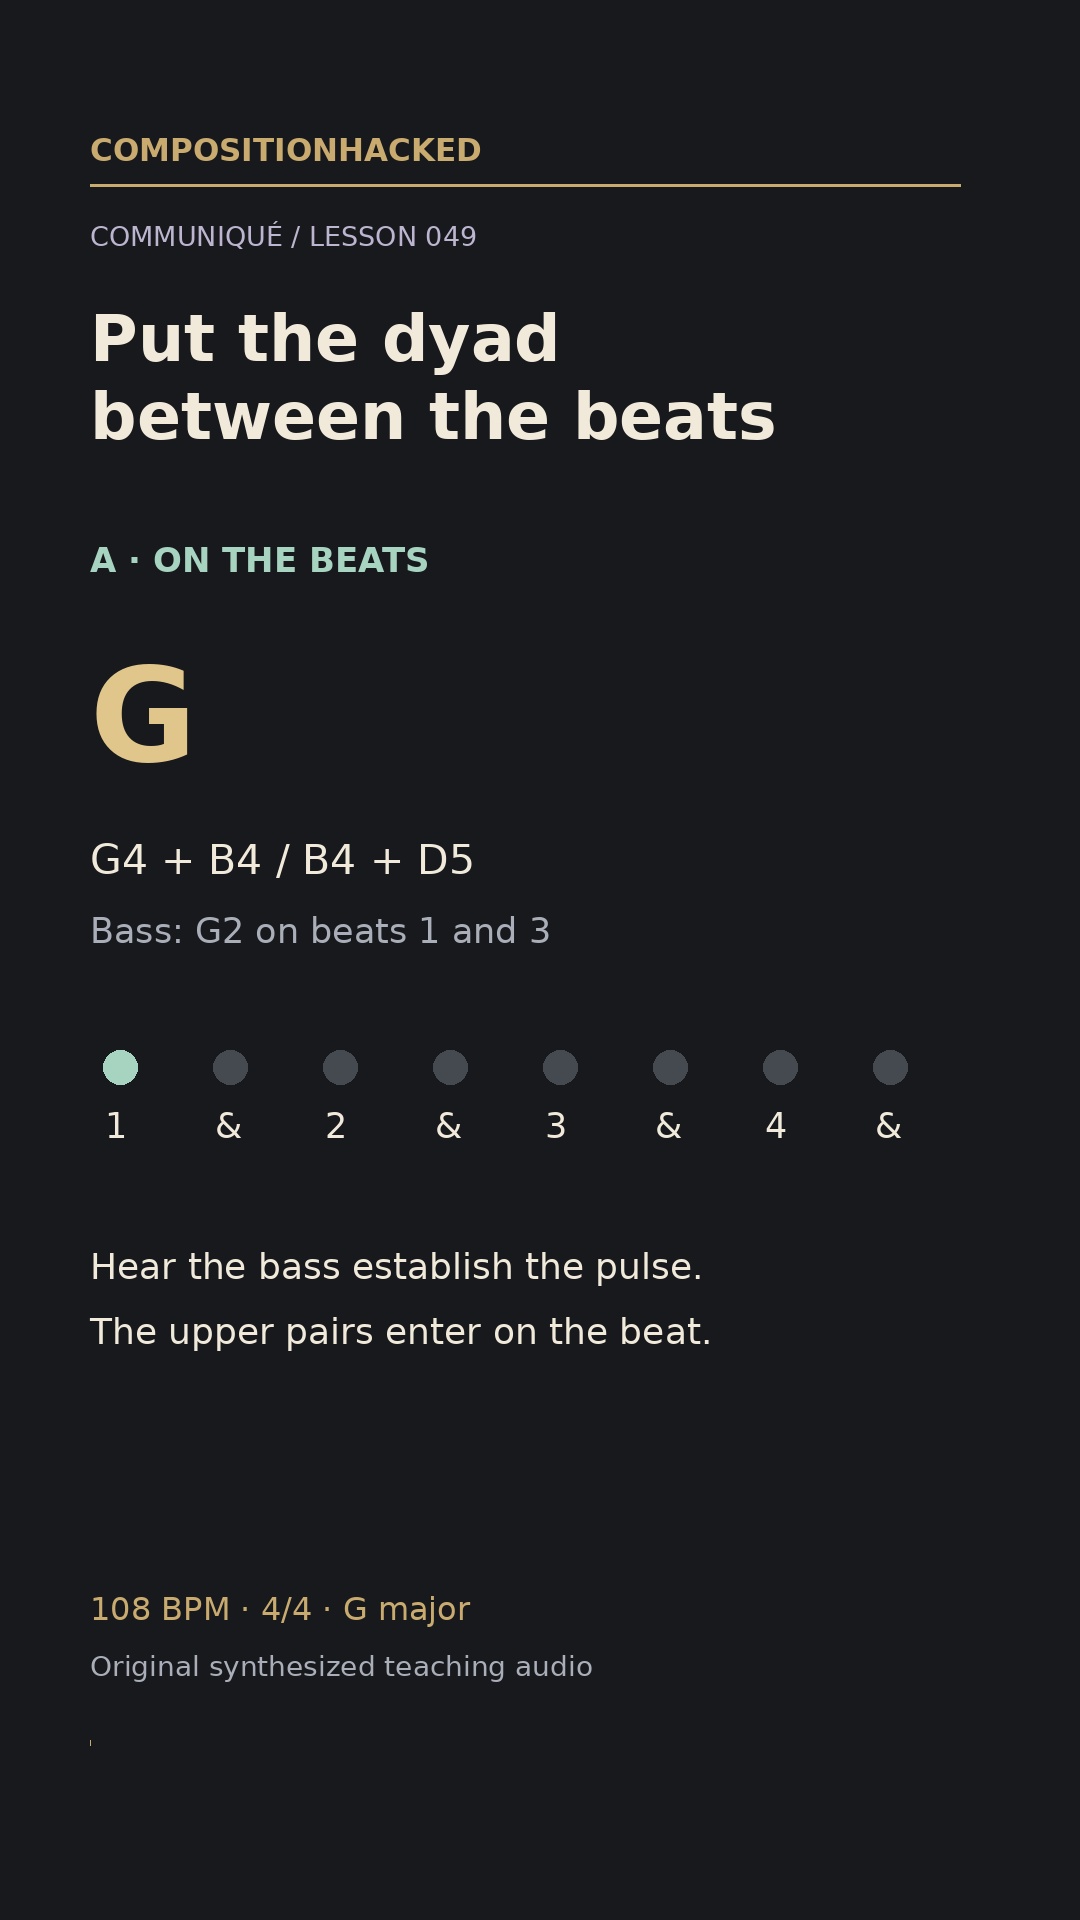 COMPOSITIONHACKED
COMMUNIQUÉ / LESSON 049
Put the dyad
between the beats
A · ON THE BEATS
G
G4 + B4 / B4 + D5
Bass: G2 on beats 1 and 3
1 & 2 & 3 & 4 &
Hear the bass establish the pulse.
The upper pairs enter on the beat.
108 BPM · 4/4 · G major
Original synthesized teaching audio